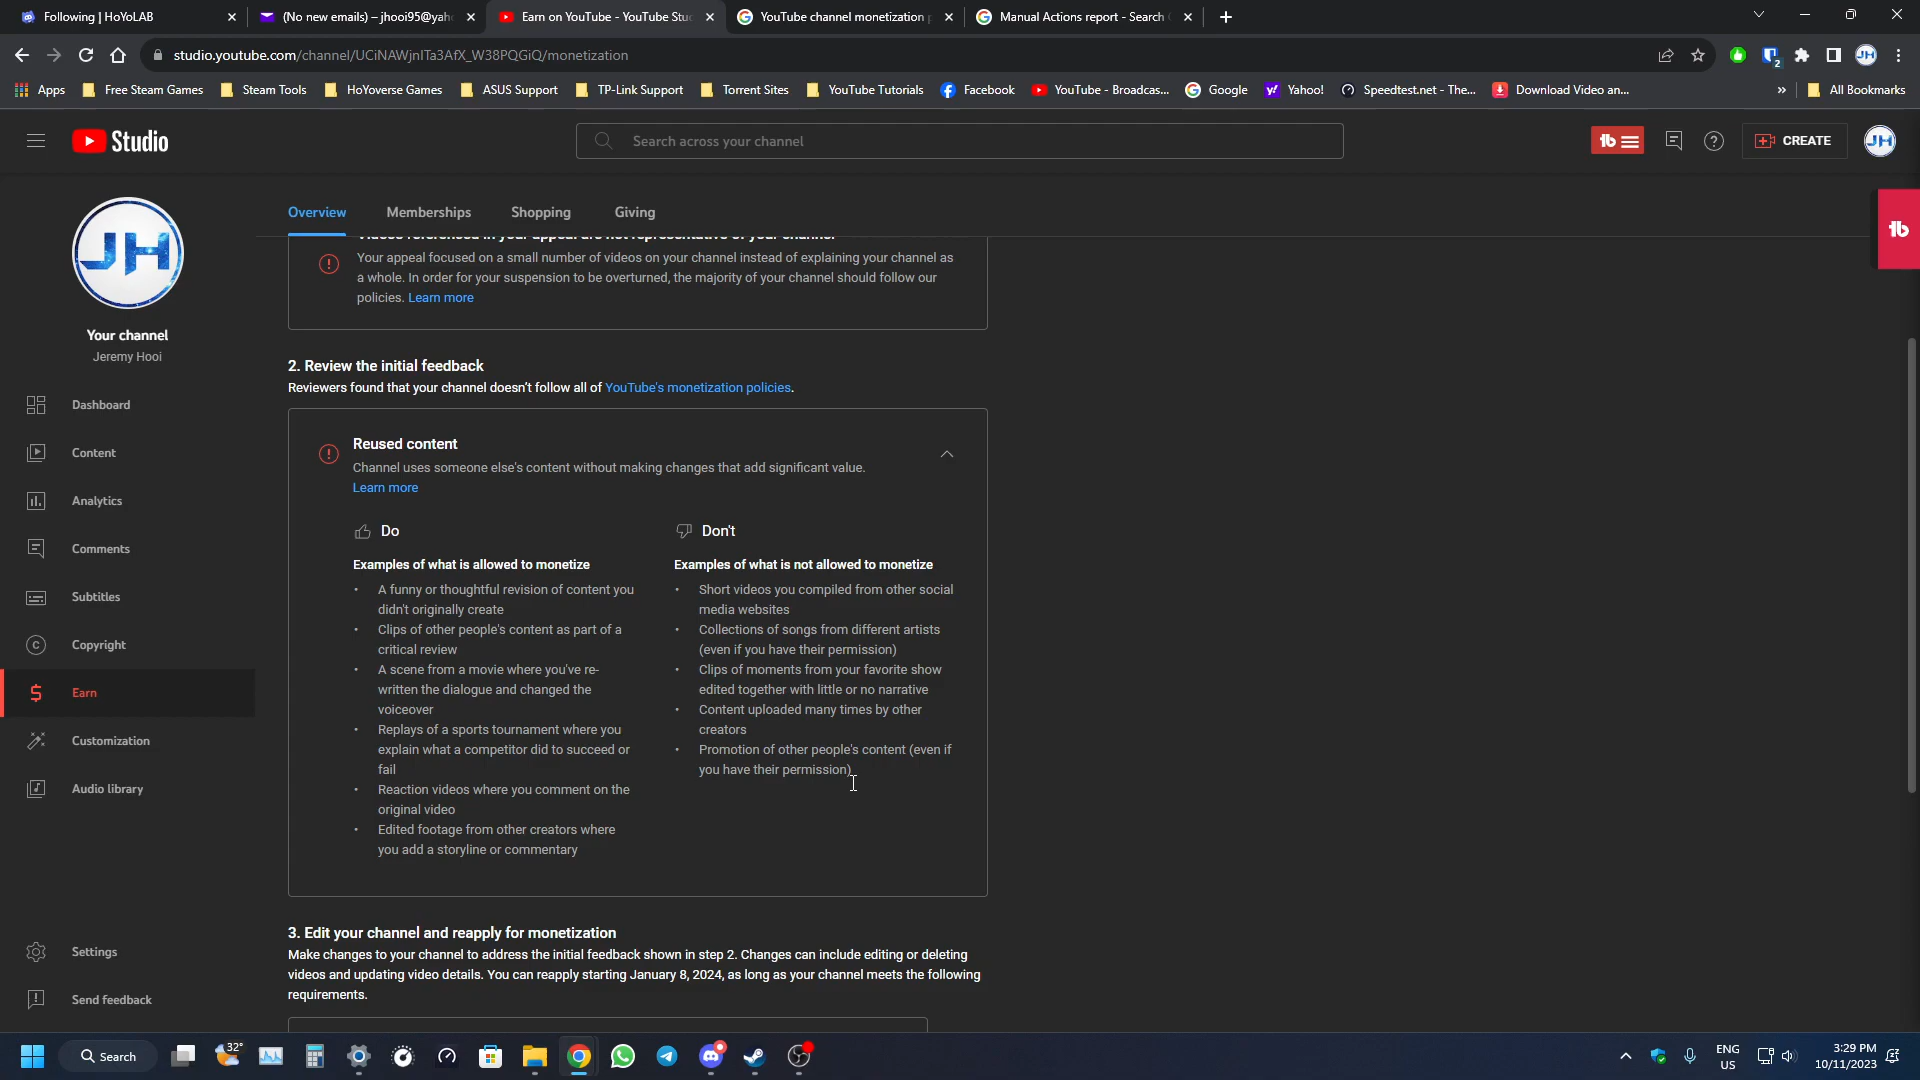 Following | HoYoLAB
(No new emails) – jhooi95@yah
Earn on YouTube - YouTube Stu
YouTube channel monetization p
Manual Actions report - Search C
studio.youtube.com/channel/UCiNAWjnITa3AfX_W38PQGiQ/monetization
Apps
Free Steam Games
Steam Tools
HoYoverse Games
ASUS Support
TP-Link Support
Torrent Sites
YouTube Tutorials
Facebook
YouTube - Broadcas...
Google
Yahoo!
Speedtest.net - The...
Download Video an...
All Bookmarks
Studio
Search across your channel
CREATE
JH
Your channel
Jeremy Hooi
Dashboard
Content
Analytics
Comments
Subtitles
Copyright
Earn
Customization
Audio library
Settings
Send feedback
Overview
Memberships
Shopping
Giving
Videos referenced in your appeal are not representative of your channel
Your appeal focused on a small number of videos on your channel instead of explaining your channel as
a whole. In order for your suspension to be overturned, the majority of your channel should follow our
policies. Learn more
2. Review the initial feedback
Reviewers found that your channel doesn't follow all of YouTube's monetization policies.
Reused content
Channel uses someone else's content without making changes that add significant value.
Learn more
Do
Examples of what is allowed to monetize
• A funny or thoughtful revision of content you
didn't originally create
• Clips of other people's content as part of a
critical review
• A scene from a movie where you've re-
written the dialogue and changed the
voiceover
• Replays of a sports tournament where you
explain what a competitor did to succeed or
fail
• Reaction videos where you comment on the
original video
• Edited footage from other creators where
you add a storyline or commentary
Don't
Examples of what is not allowed to monetize
• Short videos you compiled from other social
media websites
• Collections of songs from different artists
(even if you have their permission)
• Clips of moments from your favorite show
edited together with little or no narrative
• Content uploaded many times by other
creators
• Promotion of other people's content (even if
you have their permission)
3. Edit your channel and reapply for monetization
Make changes to your channel to address the initial feedback shown in step 2. Changes can include editing or deleting
videos and updating video details. You can reapply starting January 8, 2024, as long as your channel meets the following
requirements.
Search
32°
ENG
US
3:29 PM
10/11/2023